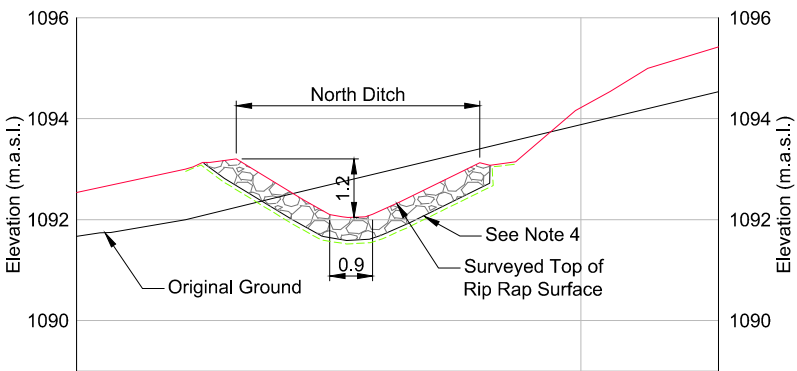 1096
1096
North Ditch
1094
1094
1.2
1092
1092
See Note 4
0.9
Surveyed Top of
Rip Rap Surface
Original Ground
1090
1090
Elevation (m.a.s.l.)
Elevation (m.a.s.l.)